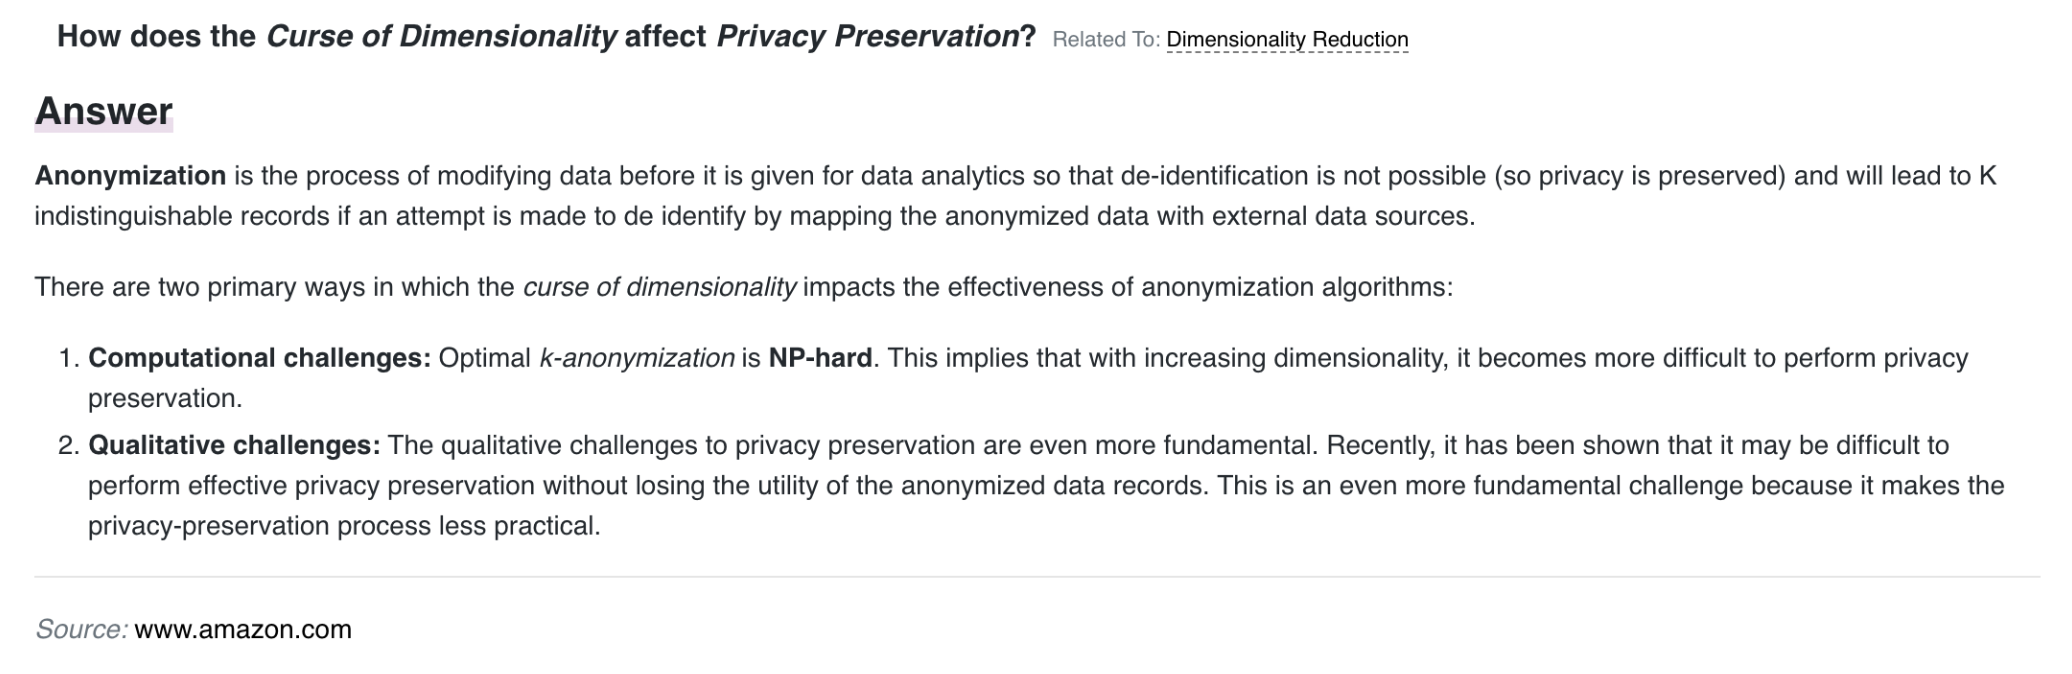 How does the Curse of Dimensionality affect Privacy Preservation? Related To: Dimensionality Reduction
Answer
Anonymization is the process of modifying data before it is given for data analytics so that de-identification is not possible (so privacy is preserved) and will lead to K
indistinguishable records if an attempt is made to de identify by mapping the anonymized data with external data sources.
There are two primary ways in which the curse of dimensionality impacts the effectiveness of anonymization algorithms:
1. Computational challenges: Optimal k-anonymization is NP-hard. This implies that with increasing dimensionality, it becomes more difficult to perform privacy
preservation.
2. Qualitative challenges: The qualitative challenges to privacy preservation are even more fundamental. Recently, it has been shown that it may be difficult to
perform effective privacy preservation without losing the utility of the anonymized data records. This is an even more fundamental challenge because it makes the
privacy-preservation process less practical.
Source: www.amazon.com